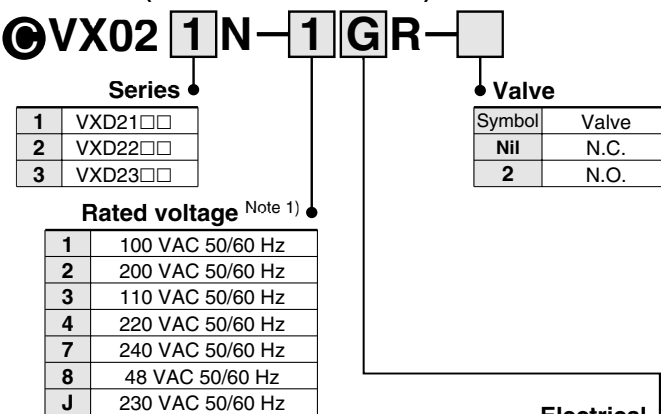 C VX02 1 N–1 G R–□
Series
1 VXD21□□
2 VXD22□□
3 VXD23□□
Valve
Symbol Valve
Nil N.C.
2 N.O.
Rated voltage Note 1)
1 100 VAC 50/60 Hz
2 200 VAC 50/60 Hz
3 110 VAC 50/60 Hz
4 220 VAC 50/60 Hz
7 240 VAC 50/60 Hz
8 48 VAC 50/60 Hz
J 230 VAC 50/60 Hz